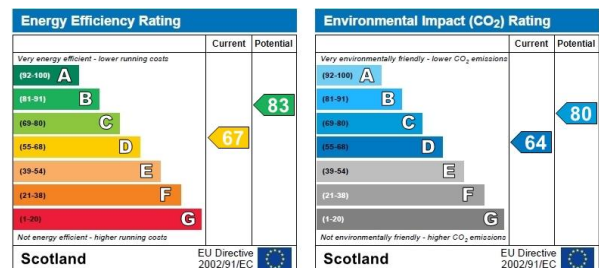 Energy Efficiency Rating
Current Potential
Very energy efficient - lower running costs
(92-100) A
(81-91) B
(69-80) C
(55-68) D
(39-54) E
(21-38) F
(1-20) G
67
83
Not energy efficient - higher running costs
Scotland
EU Directive
2002/91/EC
Environmental Impact (CO2) Rating
Current Potential
Very environmentally friendly - lower CO2 emissions
(92-100) A
(81-91) B
(69-80) C
(55-68) D
(39-54) E
(21-38) F
(1-20) G
64
80
Not environmentally friendly - higher CO2 emissions
Scotland
EU Directive
2002/91/EC